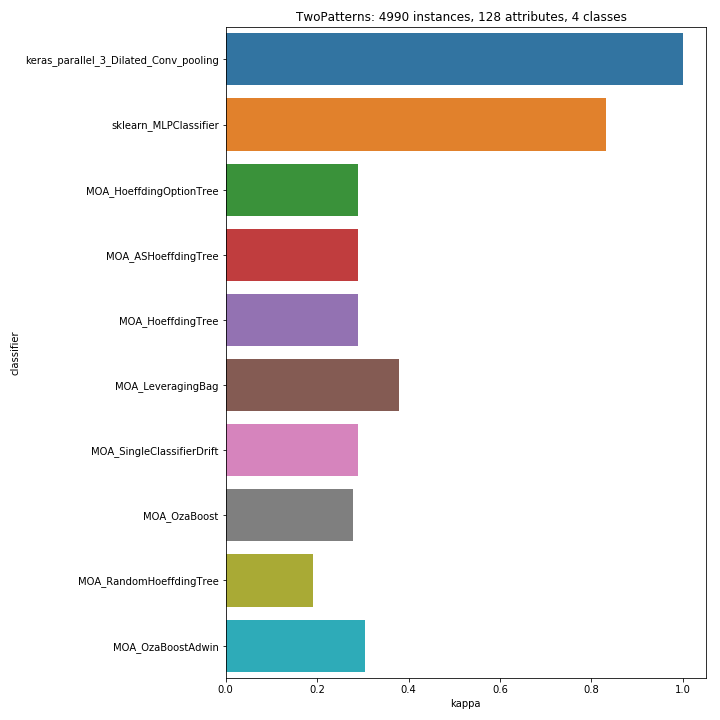 TwoPatterns: 4990 instances, 128 attributes, 4 classes
keras_parallel_3_Dilated_Conv_pooling
sklearn_MLPClassifier
MOA_HoeffdingOptionTree
MOA_ASHoeffdingTree
MOA_HoeffdingTree
MOA_LeveragingBag
MOA_SingleClassifierDrift
MOA_OzaBoost
MOA_RandomHoeffdingTree
MOA_OzaBoostAdwin
classifier
0.0 0.2 0.4 0.6 0.8 1.0
kappa